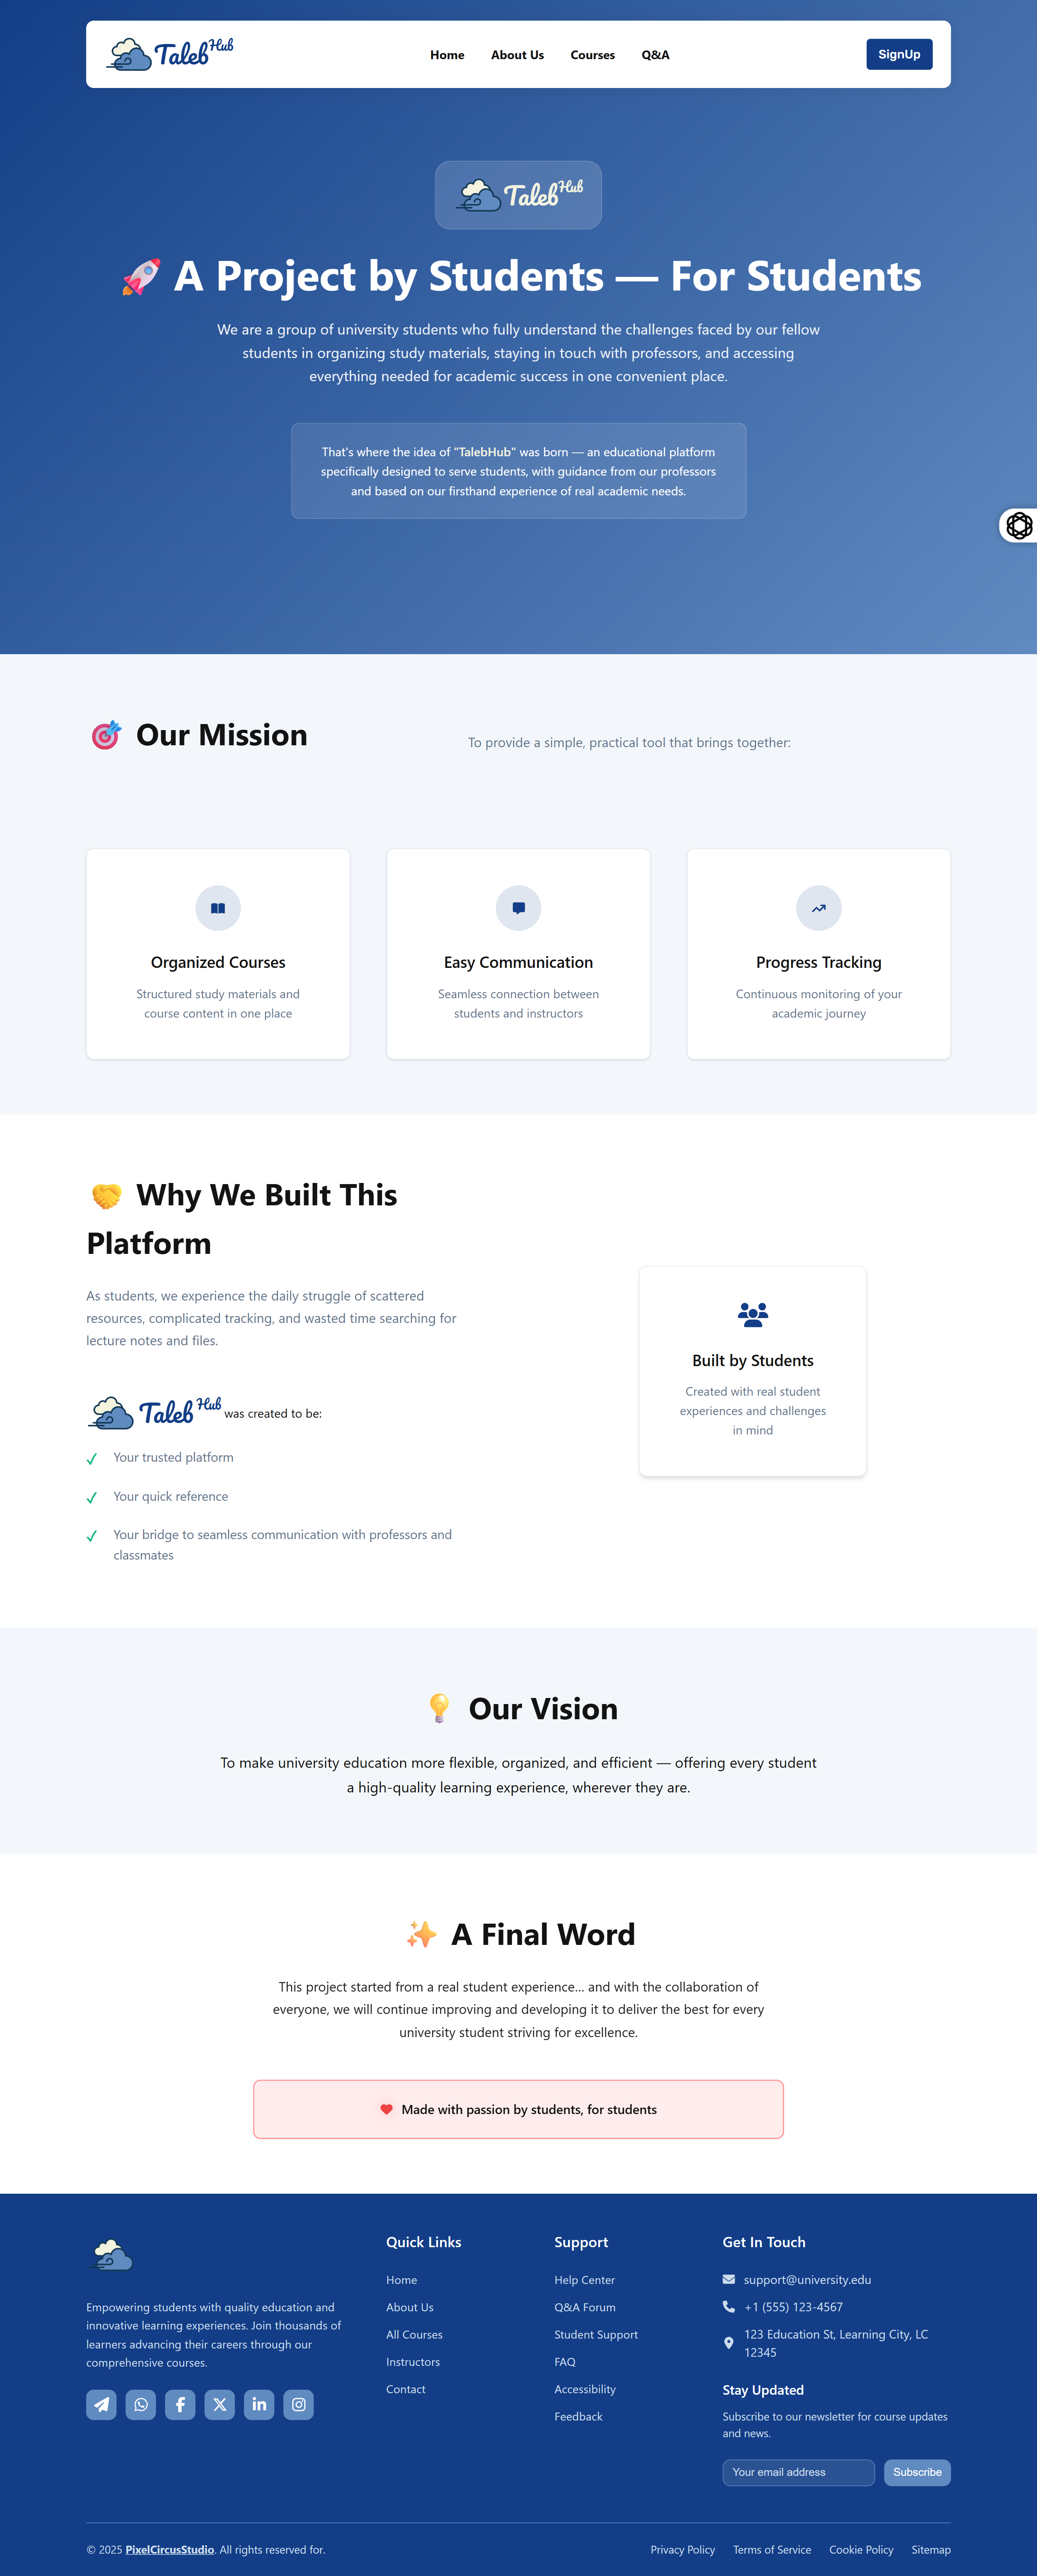 Taleb Hub
Home
About Us
Courses
Q&A
SignUp
Taleb Hub
🚀 A Project by Students — For Students
We are a group of university students who fully understand the challenges faced by our fellow
students in organizing study materials, staying in touch with professors, and accessing
everything needed for academic success in one convenient place.
That's where the idea of "TalebHub" was born — an educational platform
specifically designed to serve students, with guidance from our professors
and based on our firsthand experience of real academic needs.
🎯 Our Mission
To provide a simple, practical tool that brings together:
Organized Courses
Structured study materials and
course content in one place
Easy Communication
Seamless connection between
students and instructors
Progress Tracking
Continuous monitoring of your
academic journey
🤝 Why We Built This
Platform
As students, we experience the daily struggle of scattered
resources, complicated tracking, and wasted time searching for
lecture notes and files.
Taleb Hub was created to be:
✓ Your trusted platform
✓ Your quick reference
✓ Your bridge to seamless communication with professors and
classmates
Built by Students
Created with real student
experiences and challenges
in mind
💡 Our Vision
To make university education more flexible, organized, and efficient — offering every student
a high-quality learning experience, wherever they are.
✨ A Final Word
This project started from a real student experience... and with the collaboration of
everyone, we will continue improving and developing it to deliver the best for every
university student striving for excellence.
Made with passion by students, for students
Empowering students with quality education and
innovative learning experiences. Join thousands of
learners advancing their careers through our
comprehensive courses.
Quick Links
Home
About Us
All Courses
Instructors
Contact
Support
Help Center
Q&A Forum
Student Support
FAQ
Accessibility
Feedback
Get In Touch
support@university.edu
+1 (555) 123-4567
123 Education St, Learning City, LC
12345
Stay Updated
Subscribe to our newsletter for course updates
and news.
Your email address
Subscribe
© 2025 PixelCircusStudio. All rights reserved for.
Privacy Policy
Terms of Service
Cookie Policy
Sitemap